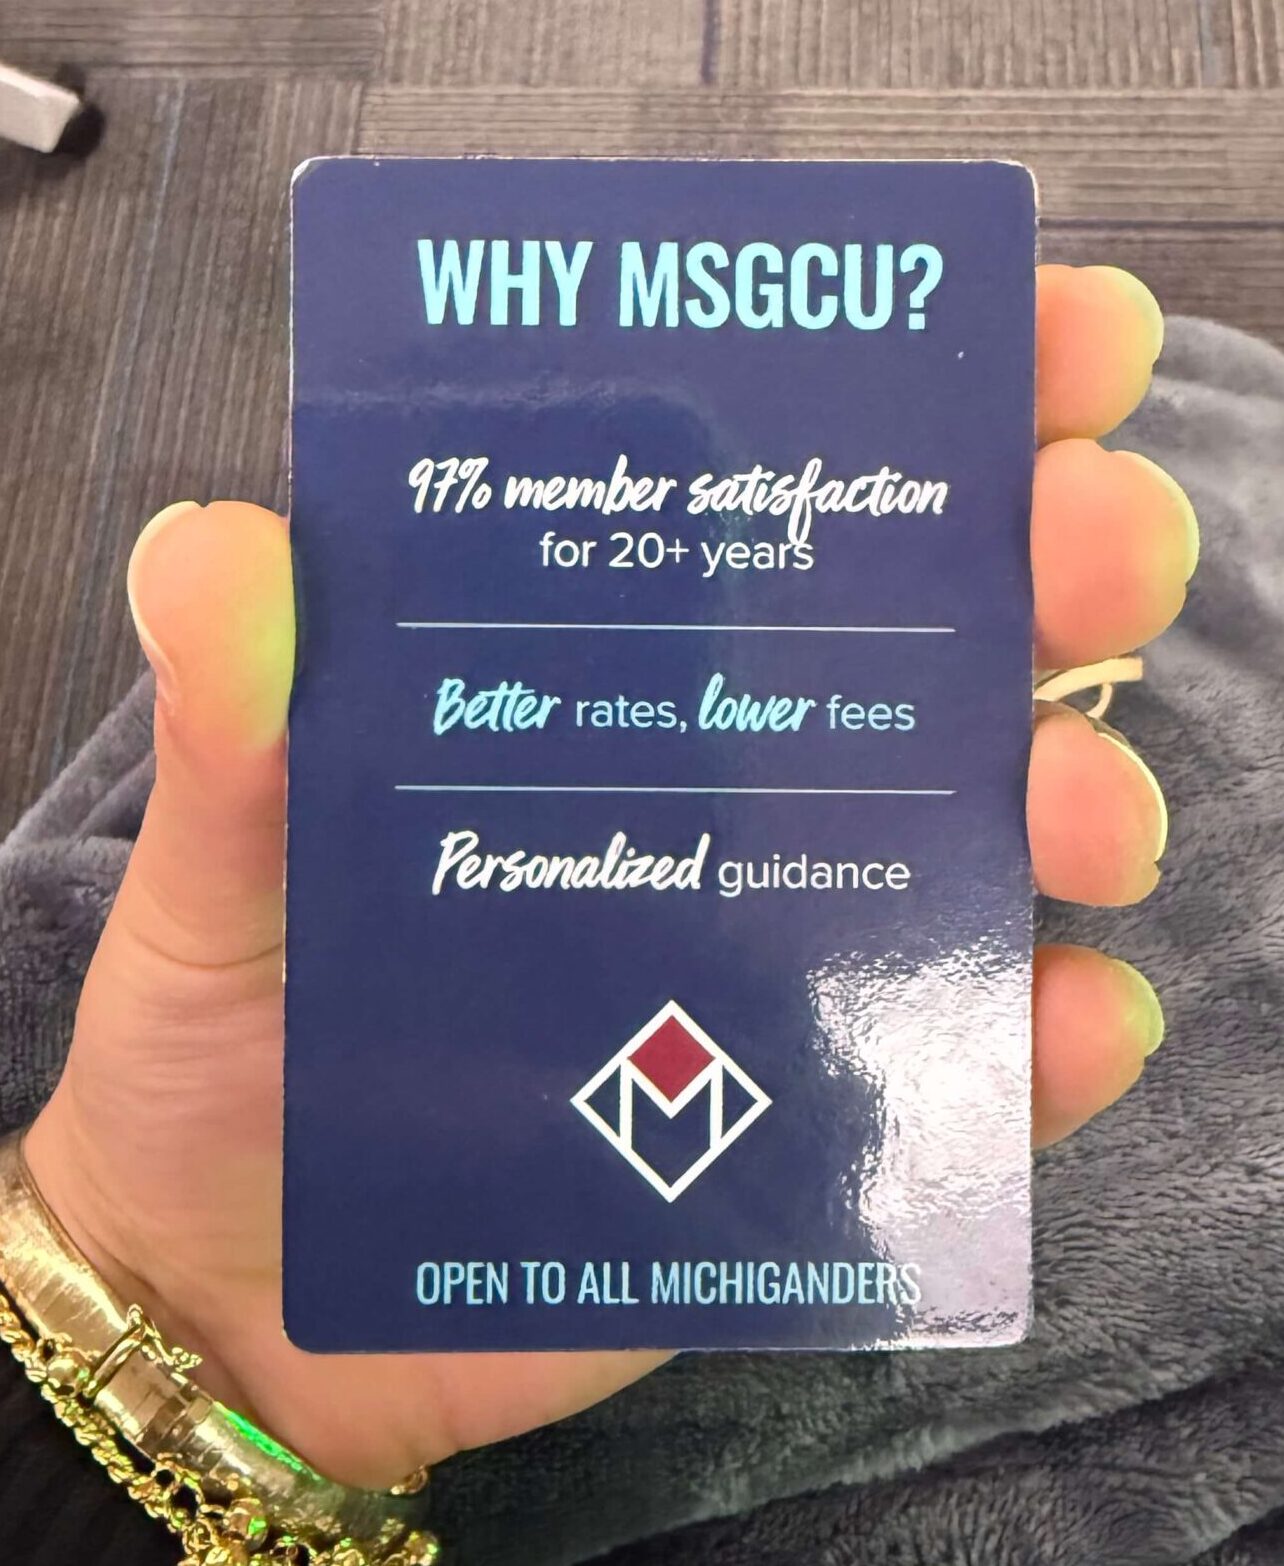 WHY MSGCU?
97% member satisfaction
for 20+ years
Better rates, lower fees
Personalized guidance
M
OPEN TO ALL MICHIGANDERS